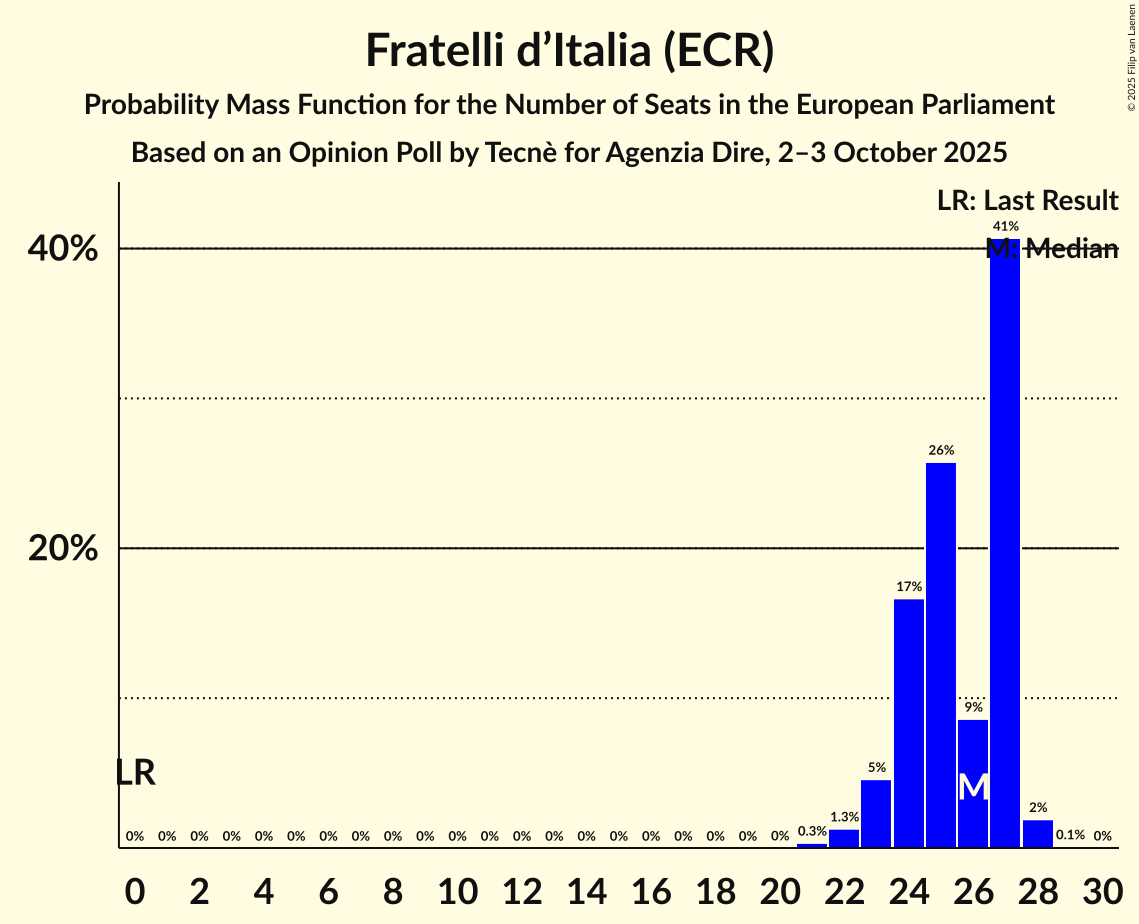 Fratelli d’Italia (ECR)
Probability Mass Function for the Number of Seats in the European Parliament
Based on an Opinion Poll by Tecnè for Agenzia Dire, 2–3 October 2025
© 2025 Filip van Laenen
LR: Last Result
M: Median
40%
20%
41%
26%
17%
9%
5%
2%
1.3%
0.3%
0.1%
LR
M
0% 0% 0% 0% 0% 0% 0% 0% 0% 0% 0% 0% 0% 0% 0% 0% 0% 0% 0% 0% 0% 0%
0 2 4 6 8 10 12 14 16 18 20 22 24 26 28 30